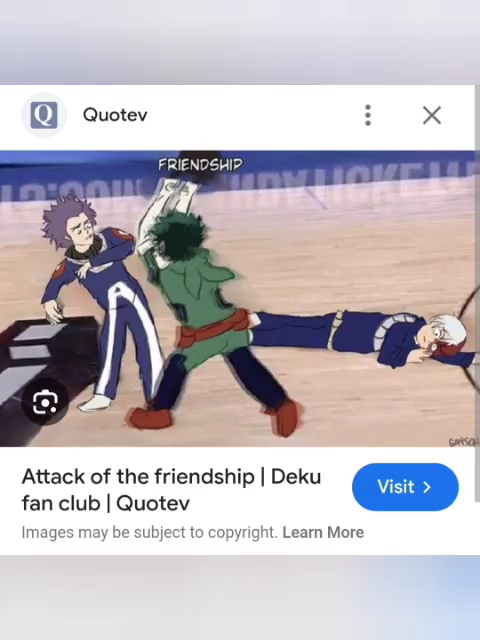 Quotev
FRIENDSHIP
Attack of the friendship | Deku
fan club | Quotev
Visit >
Images may be subject to copyright. Learn More